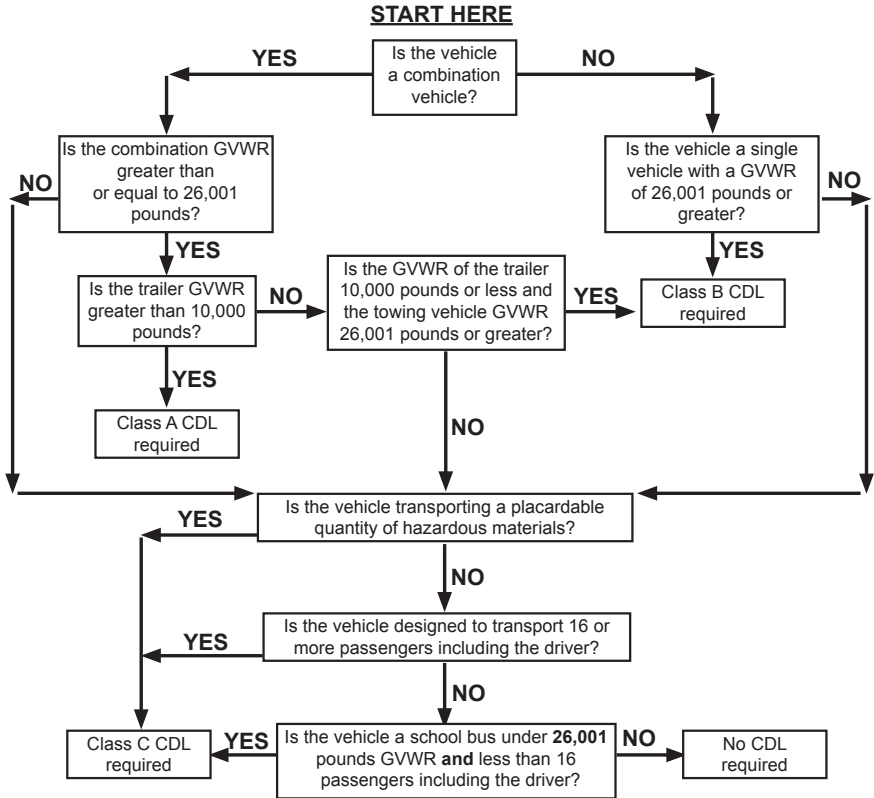 START HERE
Is the vehicle
a combination
vehicle?
YES
NO
Is the combination GVWR
greater than
or equal to 26,001
pounds?
NO
YES
Is the vehicle a single
vehicle with a GVWR
of 26,001 pounds or
greater?
NO
YES
Is the trailer GVWR
greater than 10,000
pounds?
NO
YES
Is the GVWR of the trailer
10,000 pounds or less and
the towing vehicle GVWR
26,001 pounds or greater?
YES
NO
Class B CDL
required
Class A CDL
required
Is the vehicle transporting a placardable
quantity of hazardous materials?
YES
NO
Is the vehicle designed to transport 16 or
more passengers including the driver?
YES
NO
Is the vehicle a school bus under 26,001
pounds GVWR and less than 16
passengers including the driver?
YES
NO
Class C CDL
required
No CDL
required